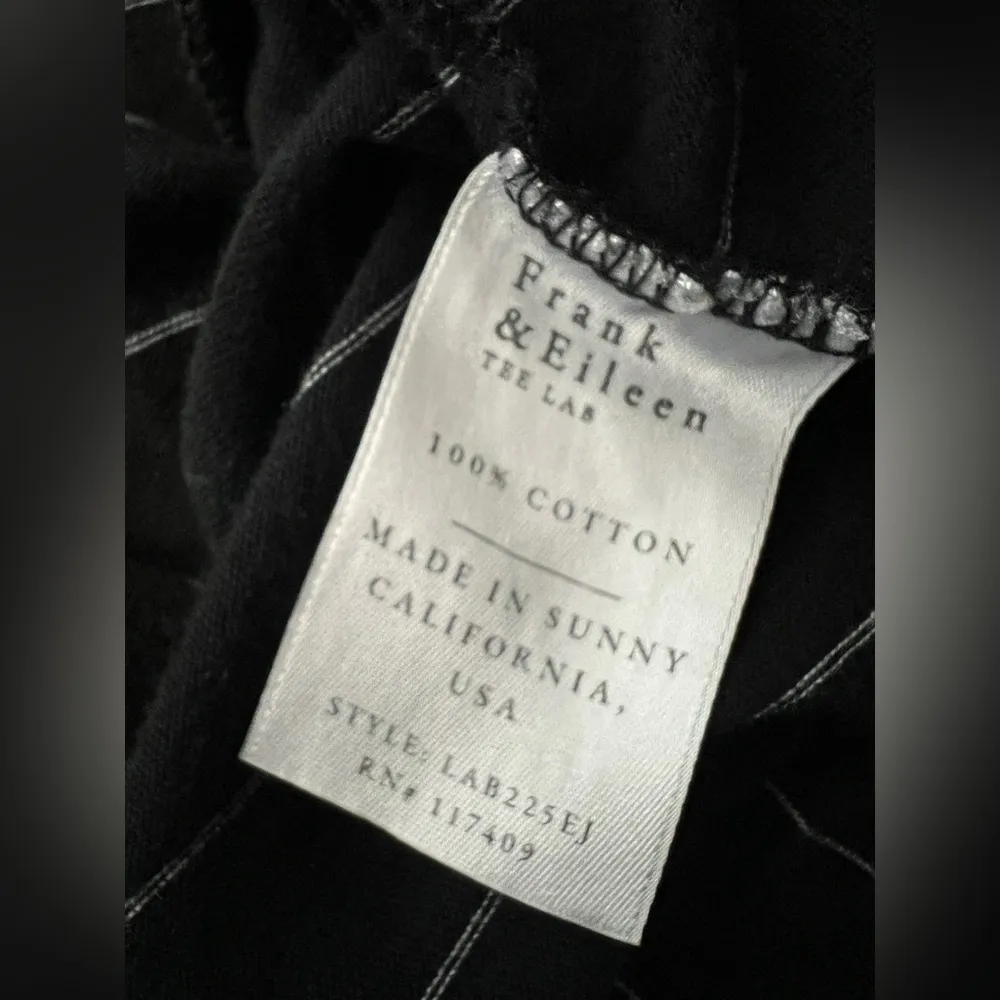 Frank
&Eileen
TEE LAB
100% COTTON
MADE IN SUNNY
CALIFORNIA,
USA
STYLE: LAB225EJ
RN# 117409